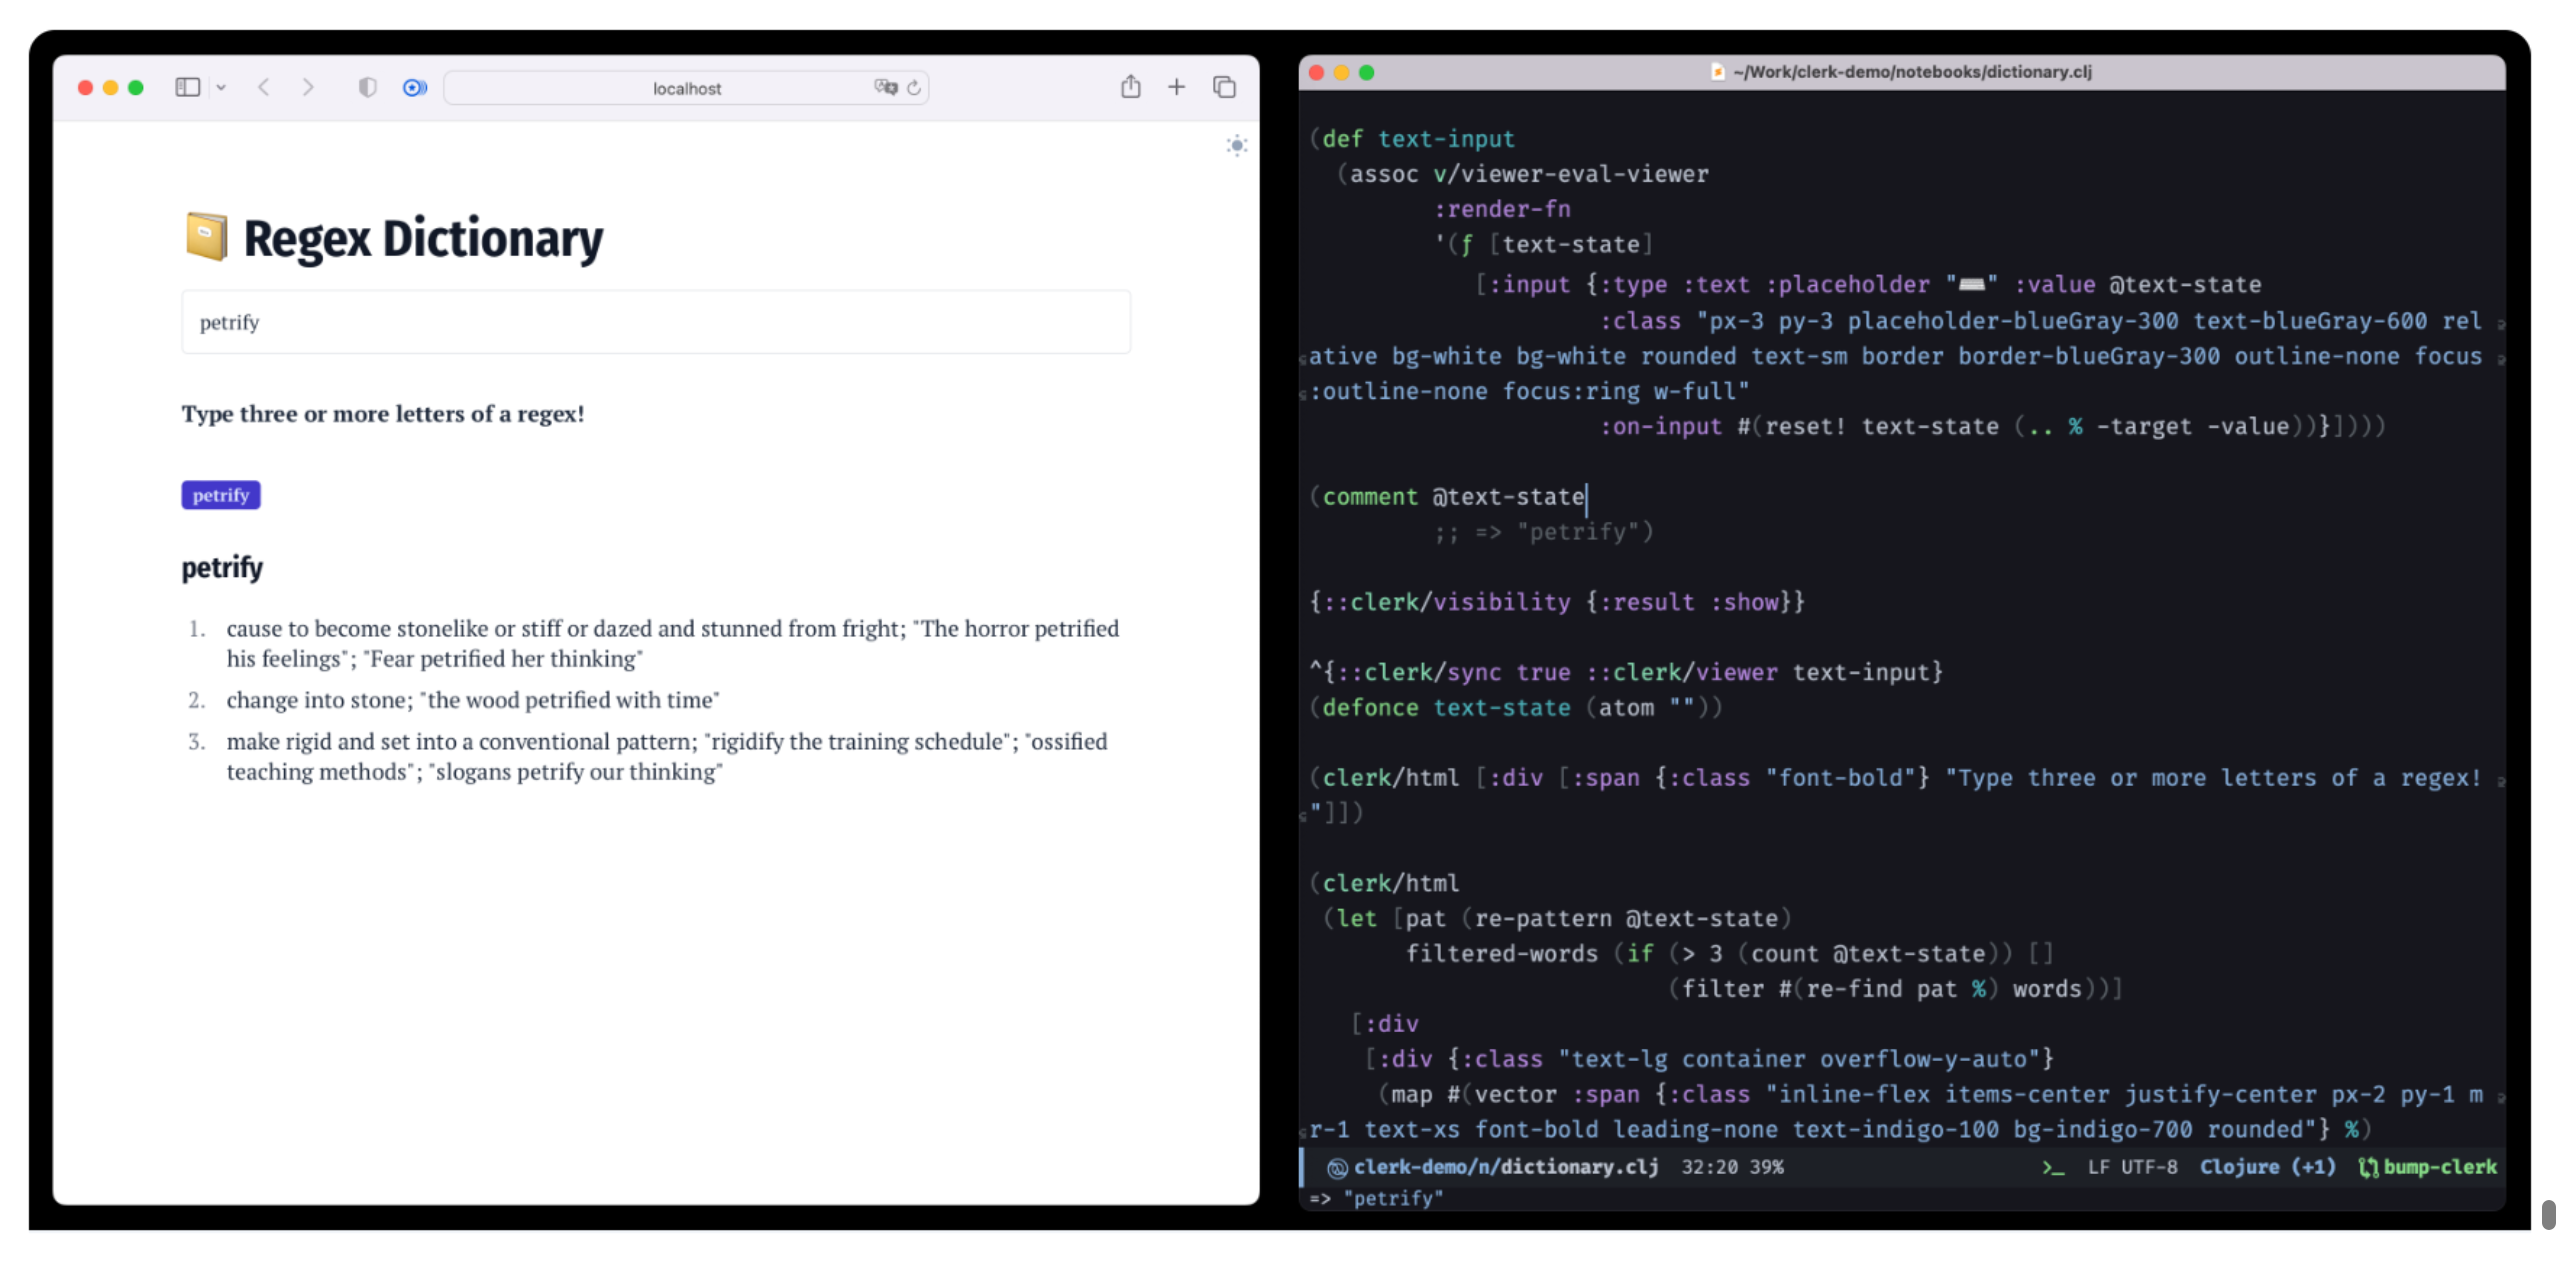 localhost
Regex Dictionary
petrify
Type three or more letters of a regex!
petrify
petrify
1. cause to become stonelike or stiff or dazed and stunned from fright; "The horror petrified
his feelings"; "Fear petrified her thinking"
2. change into stone; "the wood petrified with time"
3. make rigid and set into a conventional pattern; "rigidify the training schedule"; "ossified
teaching methods"; "slogans petrify our thinking"
~/Work/clerk-demo/notebooks/dictionary.clj
(def text-input
(assoc v/viewer-eval-viewer
:render-fn
'(ƒ [text-state]
[:input {:type :text :placeholder "⌨️" :value @text-state
:class "px-3 py-3 placeholder-blueGray-300 text-blueGray-600 rel
ative bg-white bg-white rounded text-sm border border-blueGray-300 outline-none focus
:outline-none focus:ring w-full"
:on-input #(reset! text-state (.. % -target -value))}])))
(comment @text-state
;; => "petrify")
{::clerk/visibility {:result :show}}
^{::clerk/sync true ::clerk/viewer text-input}
(defonce text-state (atom ""))
(clerk/html [:div [:span {:class "font-bold"} "Type three or more letters of a regex!
"]])
(clerk/html
(let [pat (re-pattern @text-state)
filtered-words (if (> 3 (count @text-state)) []
(filter #(re-find pat %) words))]
[:div
[:div {:class "text-lg container overflow-y-auto"}
(map #(vector :span {:class "inline-flex items-center justify-center px-2 py-1 m
r-1 text-xs font-bold leading-none text-indigo-100 bg-indigo-700 rounded"} %)
clerk-demo/n/dictionary.clj 32:20 39% >_ LF UTF-8 Clojure (+1) bump-clerk
=> "petrify"